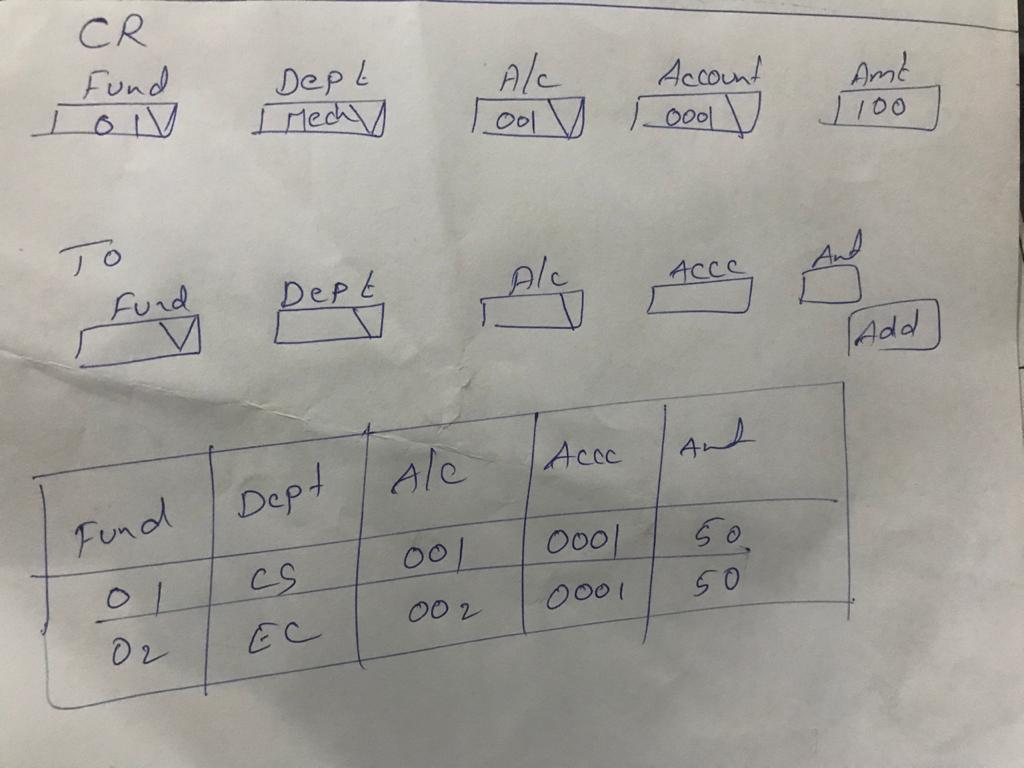 CR
Fund Dept A/c Account Amt
01 Mech 001 0001 100
TO
Fund Dept A/c Accc Amt
Add
Fund Dept A/c Accc Amt
01 CS 001 0001 50
02 EC 002 0001 50